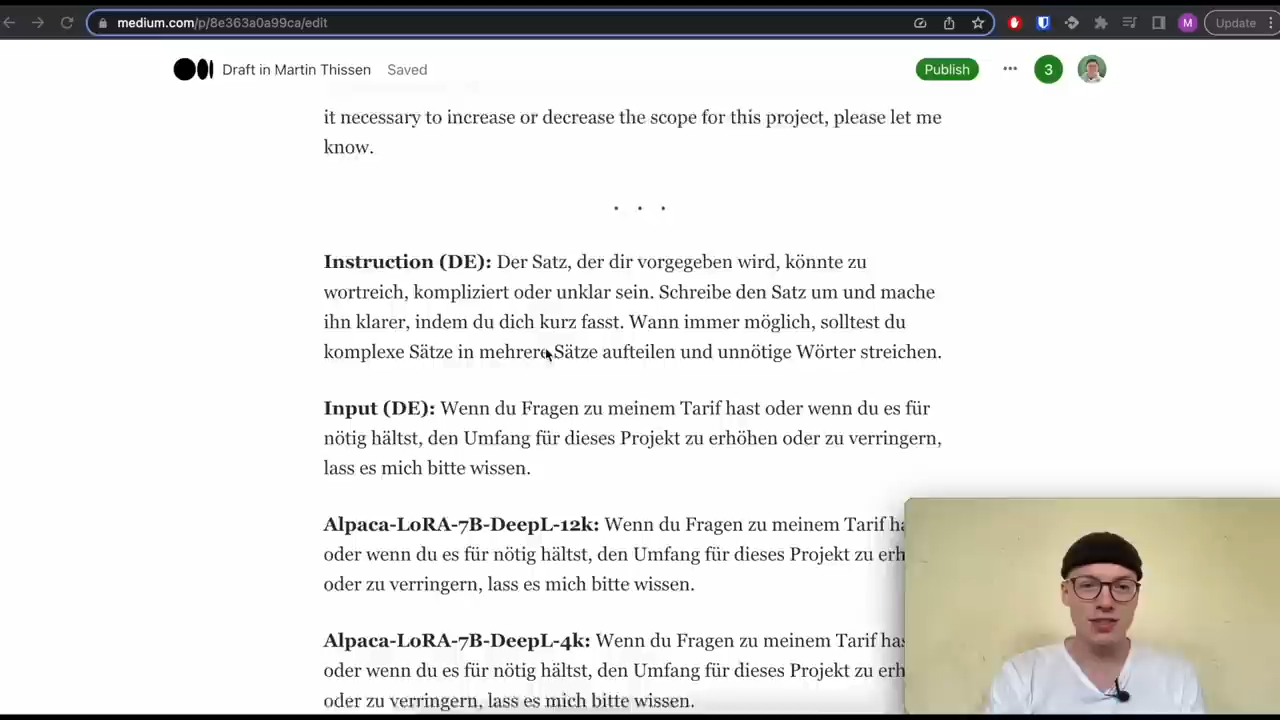 medium.com/p/8e363a0a99ca/edit
M
Update
Draft in Martin Thissen
Saved
Publish
3
it necessary to increase or decrease the scope for this project, please let me
know.
Instruction (DE): Der Satz, der dir vorgegeben wird, könnte zu
wortreich, kompliziert oder unklar sein. Schreibe den Satz um und mache
ihn klarer, indem du dich kurz fasst. Wann immer möglich, solltest du
komplexe Sätze in mehrere Sätze aufteilen und unnötige Wörter streichen.
Input (DE): Wenn du Fragen zu meinem Tarif hast oder wenn du es für
nötig hältst, den Umfang für dieses Projekt zu erhöhen oder zu verringern,
lass es mich bitte wissen.
Alpaca-LoRA-7B-DeepL-12k: Wenn du Fragen zu meinem Tarif
oder wenn du es für nötig hältst, den Umfang für dieses Projekt zu
oder zu verringern, lass es mich bitte wissen.
Alpaca-LoRA-7B-DeepL-4k: Wenn du Fragen zu meinem Tarif
oder wenn du es für nötig hältst, den Umfang für dieses Projekt zu
oder zu verringern, lass es mich bitte wissen.